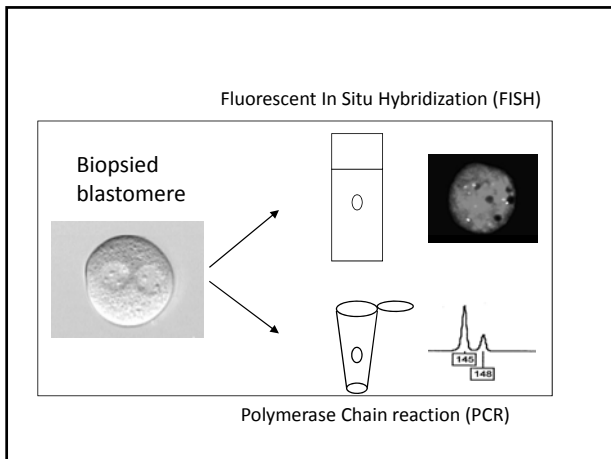 Fluorescent In Situ Hybridization (FISH)
Biopsied
blastomere
145
148
Polymerase Chain reaction (PCR)